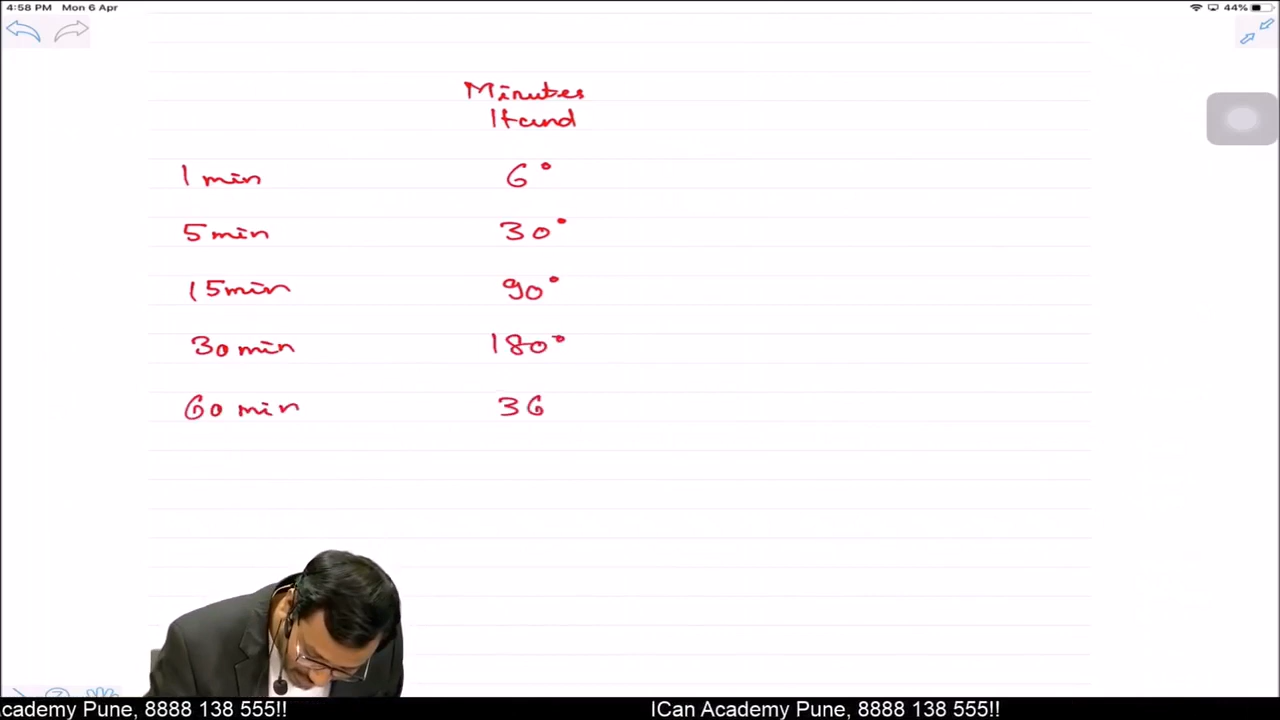 4:58 PM Mon 6 Apr
44%
Minutes
Hand
1 min 6°
5 min 30°
15 min 90°
30 min 180°
60 min 36
Academy Pune, 8888 138 555!! ICan Academy Pune, 8888 138 555!!